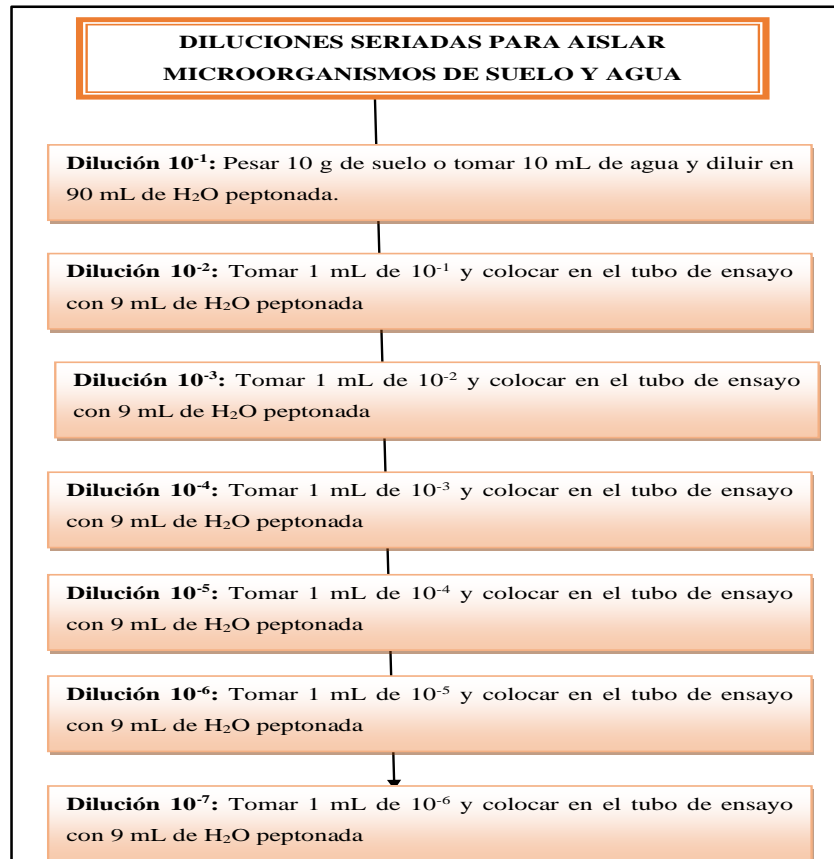 DILUCIONES SERIADAS PARA AISLAR
MICROORGANISMOS DE SUELO Y AGUA
Dilución 10⁻¹: Pesar 10 g de suelo o tomar 10 mL de agua y diluir en
90 mL de H₂O peptonada.
Dilución 10⁻²: Tomar 1 mL de 10⁻¹ y colocar en el tubo de ensayo
con 9 mL de H₂O peptonada
Dilución 10⁻³: Tomar 1 mL de 10⁻² y colocar en el tubo de ensayo
con 9 mL de H₂O peptonada
Dilución 10⁻⁴: Tomar 1 mL de 10⁻³ y colocar en el tubo de ensayo
con 9 mL de H₂O peptonada
Dilución 10⁻⁵: Tomar 1 mL de 10⁻⁴ y colocar en el tubo de ensayo
con 9 mL de H₂O peptonada
Dilución 10⁻⁶: Tomar 1 mL de 10⁻⁵ y colocar en el tubo de ensayo
con 9 mL de H₂O peptonada
Dilución 10⁻⁷: Tomar 1 mL de 10⁻⁶ y colocar en el tubo de ensayo
con 9 mL de H₂O peptonada